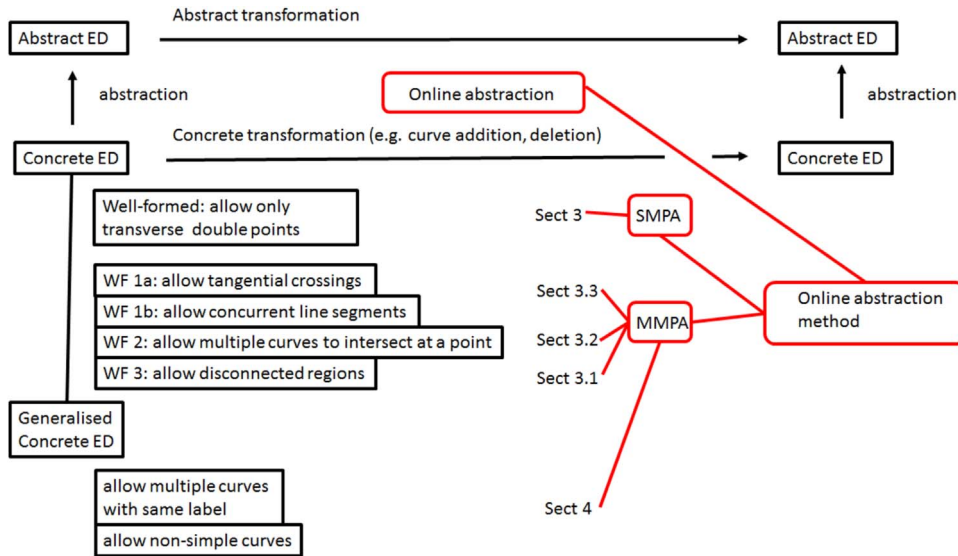 Abstract transformation
Abstract ED
Abstract ED
abstraction
Online abstraction
abstraction
Concrete transformation (e.g. curve addition, deletion)
Concrete ED
Concrete ED
Well-formed: allow only
transverse double points
Sect 3
SMPA
WF 1a: allow tangential crossings
WF 1b: allow concurrent line segments
WF 2: allow multiple curves to intersect at a point
WF 3: allow disconnected regions
Sect 3.3
Sect 3.2
Sect 3.1
MMPA
Online abstraction
method
Generalised
Concrete ED
allow multiple curves
with same label
allow non-simple curves
Sect 4